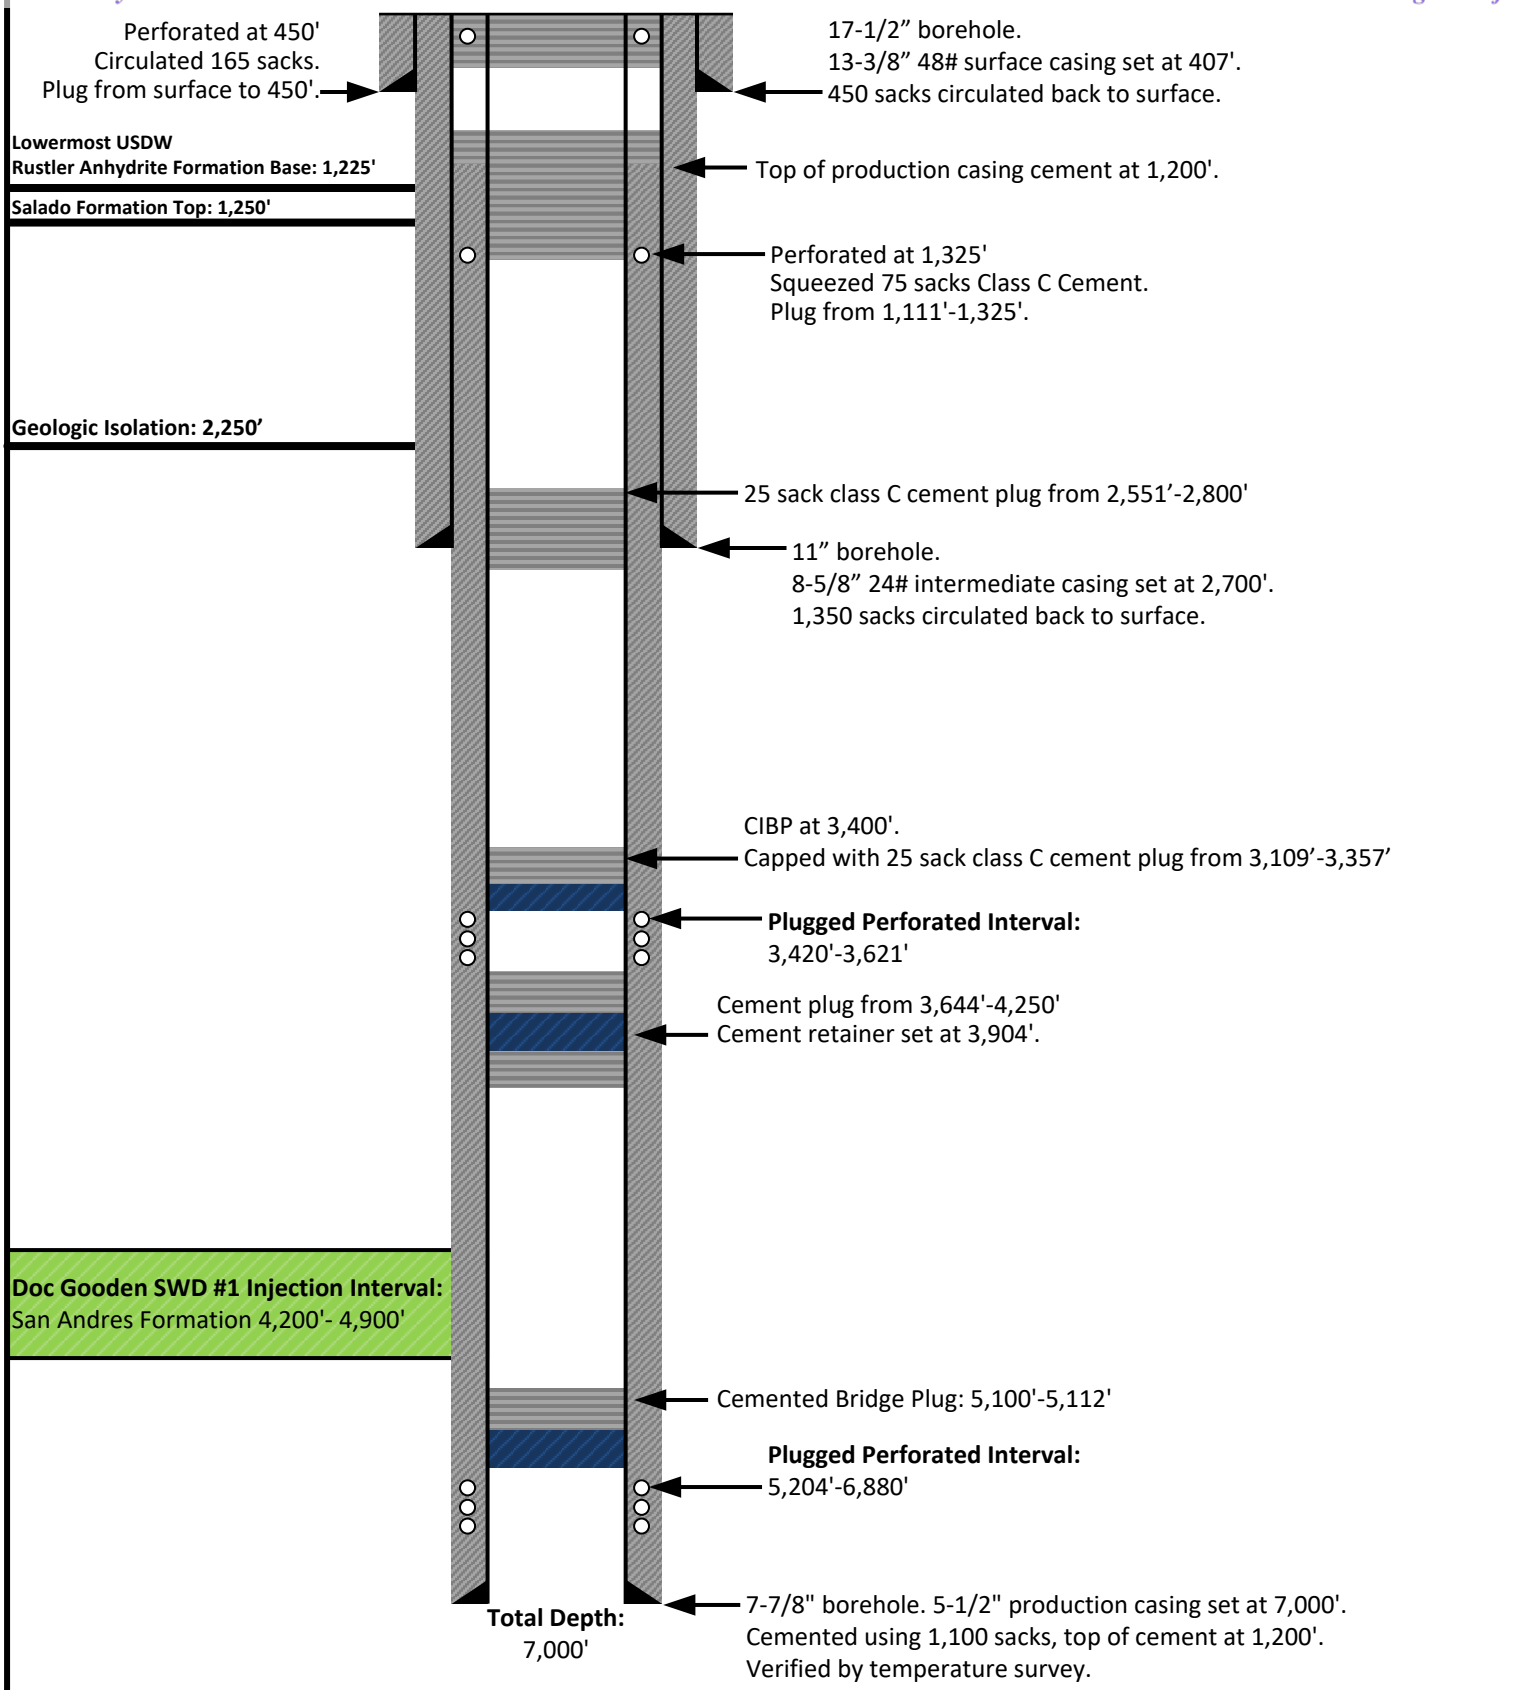 Perforated at 450'
Circulated 165 sacks.
Plug from surface to 450'.
17-1/2” borehole.
13-3/8” 48# surface casing set at 407'.
450 sacks circulated back to surface.
Lowermost USDW
Rustler Anhydrite Formation Base: 1,225'
Top of production casing cement at 1,200'.
Salado Formation Top: 1,250'
Perforated at 1,325'
Squeezed 75 sacks Class C Cement.
Plug from 1,111'-1,325'.
Geologic Isolation: 2,250’
25 sack class C cement plug from 2,551’-2,800'
11” borehole.
8-5/8” 24# intermediate casing set at 2,700'.
1,350 sacks circulated back to surface.
CIBP at 3,400'.
Capped with 25 sack class C cement plug from 3,109’-3,357’
Plugged Perforated Interval:
3,420'-3,621'
Cement plug from 3,644'-4,250'
Cement retainer set at 3,904'.
Doc Gooden SWD #1 Injection Interval:
San Andres Formation 4,200'- 4,900'
Cemented Bridge Plug: 5,100'-5,112'
Plugged Perforated Interval:
5,204'-6,880'
Total Depth:
7,000'
7-7/8" borehole. 5-1/2" production casing set at 7,000'.
Cemented using 1,100 sacks, top of cement at 1,200'.
Verified by temperature survey.